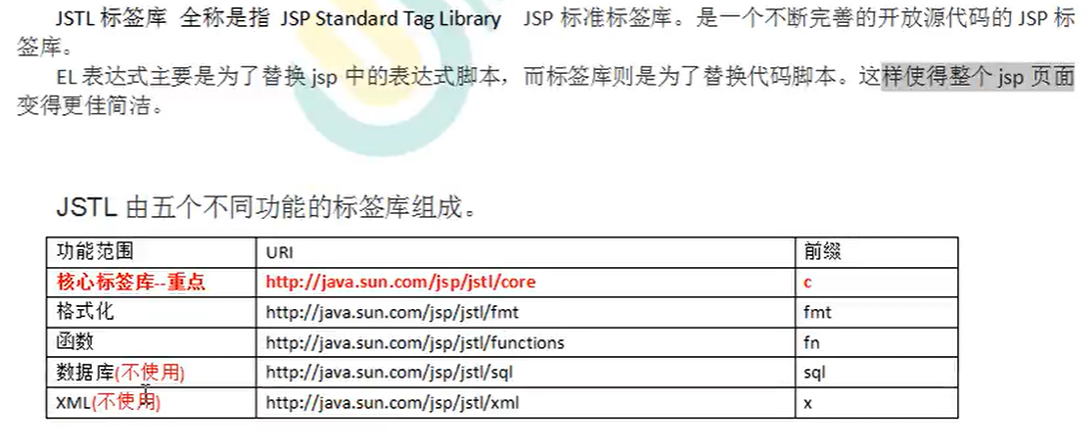 JSTL 标签库 全称是指 JSP Standard Tag Library JSP 标准标签库。是一个不断完善的开放源代码的 JSP 标
签库。
EL 表达式主要是为了替换 jsp 中的表达式脚本，而标签库则是为了替换代码脚本。这样使得整个 jsp 页面
变得更佳简洁。
JSTL 由五个不同功能的标签库组成。
功能范围 URI 前缀
核心标签库--重点 http://java.sun.com/jsp/jstl/core c
格式化 http://java.sun.com/jsp/jstl/fmt fmt
函数 http://java.sun.com/jsp/jstl/functions fn
数据库(不使用) http://java.sun.com/jsp/jstl/sql sql
XML(不使用) http://java.sun.com/jsp/jstl/xml x